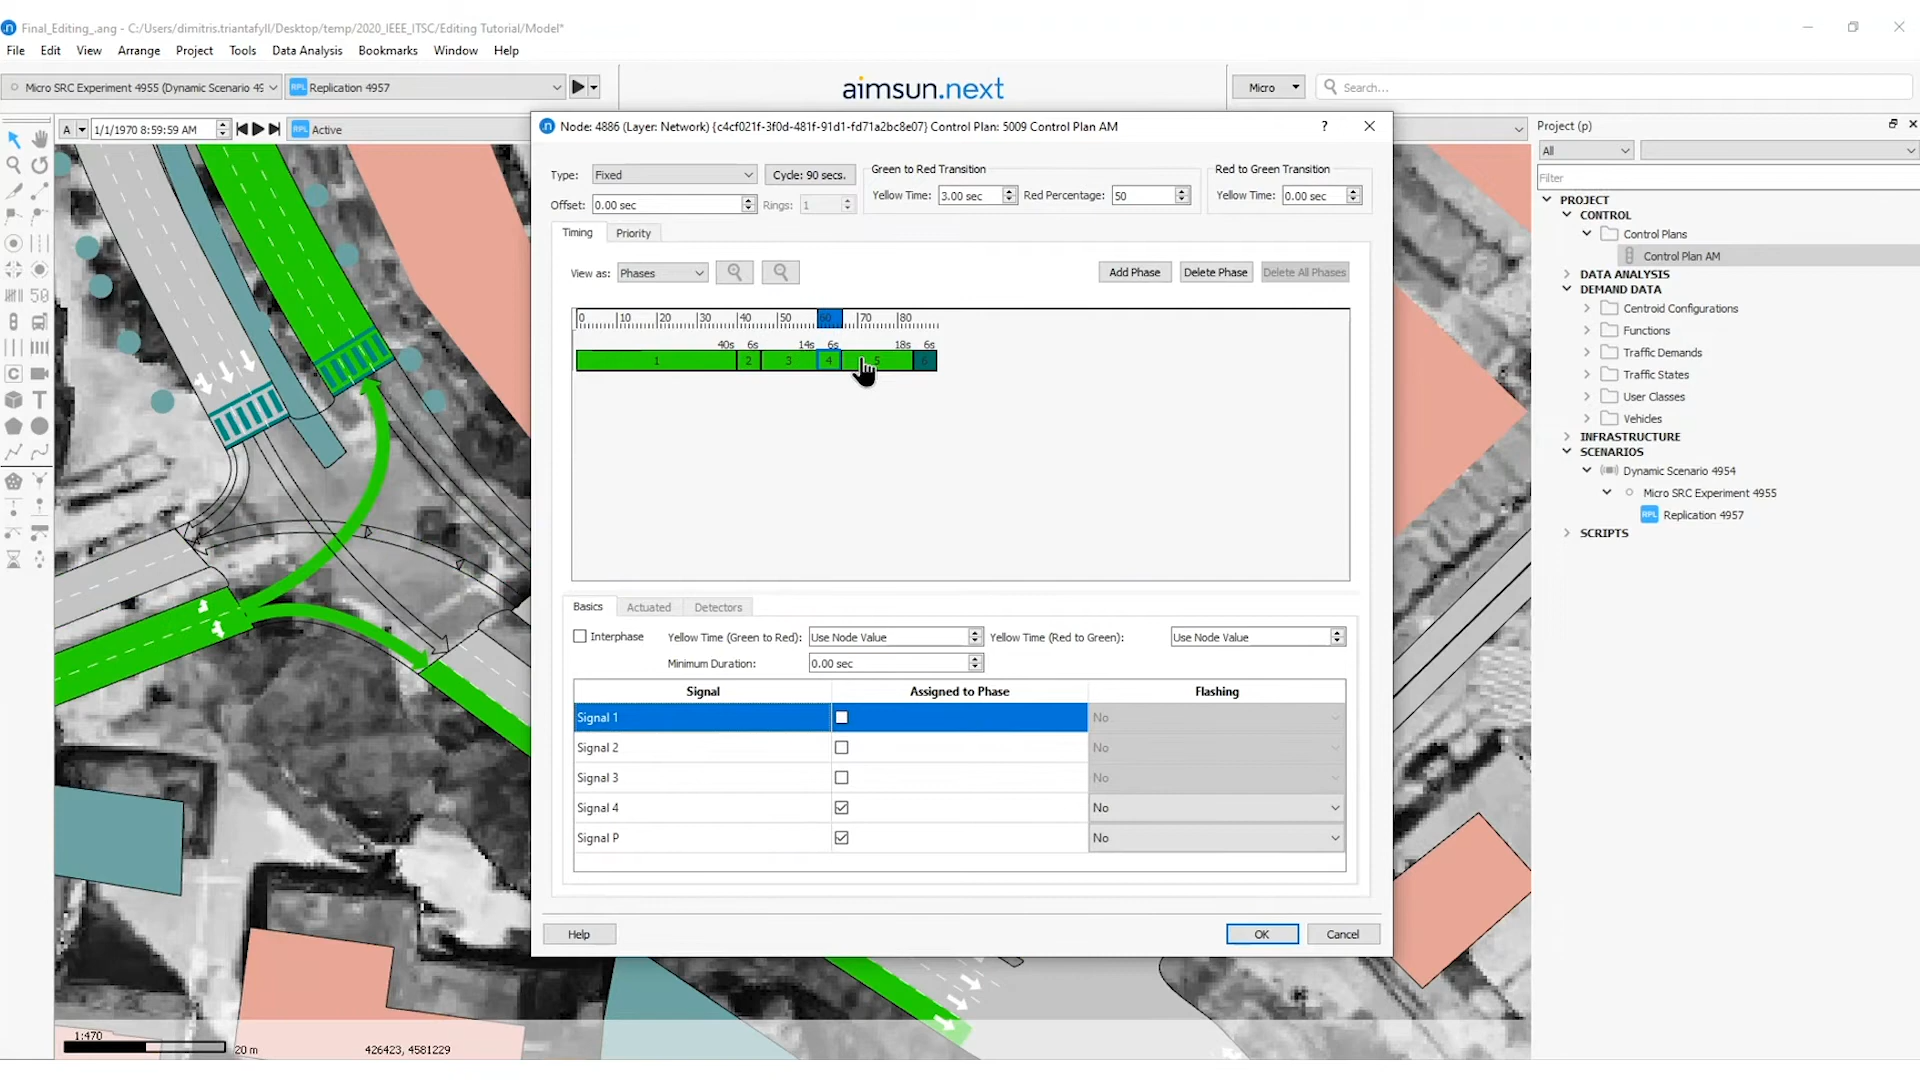 Final_Editing_.ang - C:/Users/dimitris.triantafyll/Desktop/temp/2020_IEEE_ITSC/Editing Tutorial/Model*
File Edit View Arrange Project Tools Data Analysis Bookmarks Window Help
Micro SRC Experiment 4955 (Dynamic Scenario 49
RPL Replication 4957
aimsun.next
Micro
Search...
A
1/1/1970 8:59:59 AM
RPL Active
Node: 4886 (Layer: Network) {c4cf021f-3f0d-481f-91d1-fd71a2bc8e07} Control Plan: 5009 Control Plan AM
?
Type: Fixed
Cycle: 90 secs.
Offset: 0.00 sec
Rings: 1
Green to Red Transition
Yellow Time: 3.00 sec
Red Percentage: 50
Red to Green Transition
Yellow Time: 0.00 sec
Timing Priority
View as: Phases
Add Phase
Delete Phase
Delete All Phases
0 10 20 30 40 50 60 70 80
40s 6s 14s 6s 18s 6s
1 2 3 4 5 6
Basics Actuated Detectors
Interphase
Yellow Time (Green to Red): Use Node Value
Yellow Time (Red to Green): Use Node Value
Minimum Duration: 0.00 sec
Signal Assigned to Phase Flashing
Signal 1 No
Signal 2 No
Signal 3 No
Signal 4 No
Signal P No
Help
OK
Cancel
Project (p)
All
Filter
PROJECT
CONTROL
Control Plans
Control Plan AM
DATA ANALYSIS
DEMAND DATA
Centroid Configurations
Functions
Traffic Demands
Traffic States
User Classes
Vehicles
INFRASTRUCTURE
SCENARIOS
Dynamic Scenario 4954
Micro SRC Experiment 4955
RPL Replication 4957
SCRIPTS
50
C
T
1:470
20 m
426423, 4581229